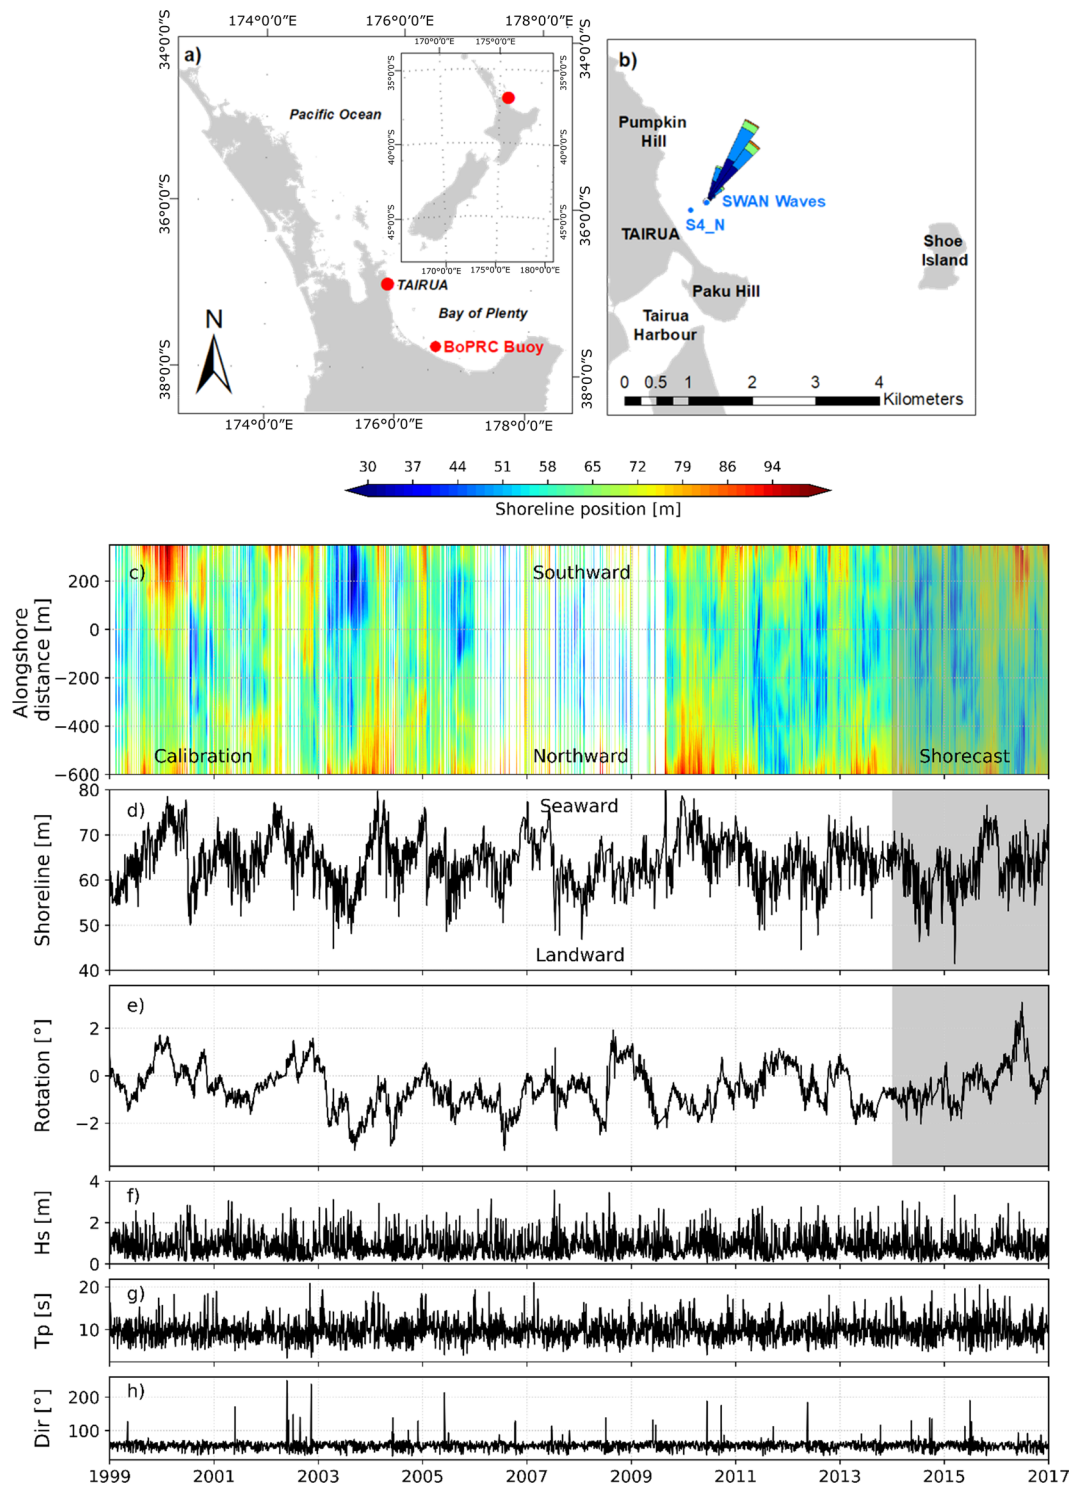 174°0'0"E 176°0'0"E 178°0'0"E
34°0'0"S
a)
170°0'0"E 175°0'0"E
35°0'0"S
40°0'0"S
45°0'0"S
170°0'0"E 175°0'0"E 180°0'0"E
Pacific Ocean
TAIRUA
Bay of Plenty
BoPRC Buoy
N
36°0'0"S
38°0'0"S
174°0'0"E 176°0'0"E 178°0'0"E
34°0'0"S
36°0'0"S
38°0'0"S
b)
Pumpkin
Hill
SWAN Waves
S4_N
TAIRUA
Shoe
Island
Paku Hill
Tairua
Harbour
0 0.5 1 2 3 4
Kilometers
30 37 44 51 58 65 72 79 86 94
Shoreline position [m]
c)
Southward
Alongshore
distance [m]
200
0
−200
−400
−600
Calibration Northward Shorecast
d)
Seaward
Shoreline [m]
80
70
60
50
40
Landward
e)
Rotation [°]
2
0
−2
f)
Hs [m]
4
2
0
g)
Tp [s]
20
10
h)
Dir [°]
200
100
1999 2001 2003 2005 2007 2009 2011 2013 2015 2017